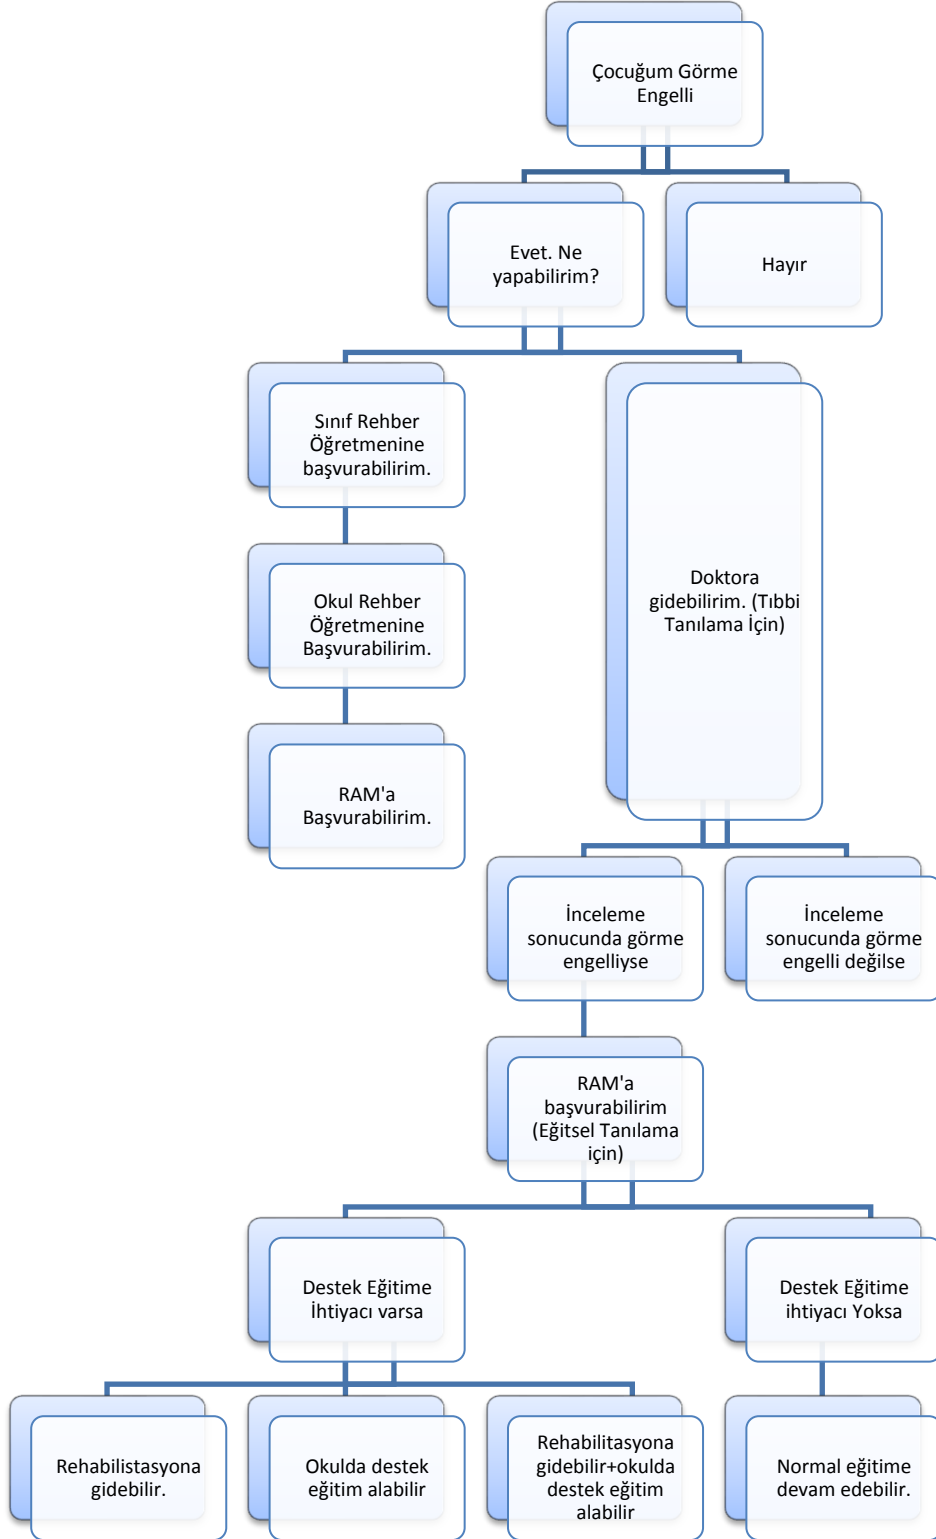 Çocuğum Görme
Engelli
Evet. Ne
yapabilirim?
Hayır
Sınıf Rehber
Öğretmenine
başvurabilirim.
Doktora
gidebilirim. (Tıbbi
Tanılama İçin)
Okul Rehber
Öğretmenine
Başvurabilirim.
RAM'a
Başvurabilirim.
İnceleme
sonucunda görme
engelliyse
İnceleme
sonucunda görme
engelli değilse
RAM'a
başvurabilirim
(Eğitsel Tanılama
için)
Destek Eğitime
İhtiyacı varsa
Destek Eğitime
ihtiyacı Yoksa
Rehabilistasyona
gidebilir.
Okulda destek
eğitim alabilir
Rehabilitasyona
gidebilir+okulda
destek eğitim
alabilir
Normal eğitime
devam edebilir.